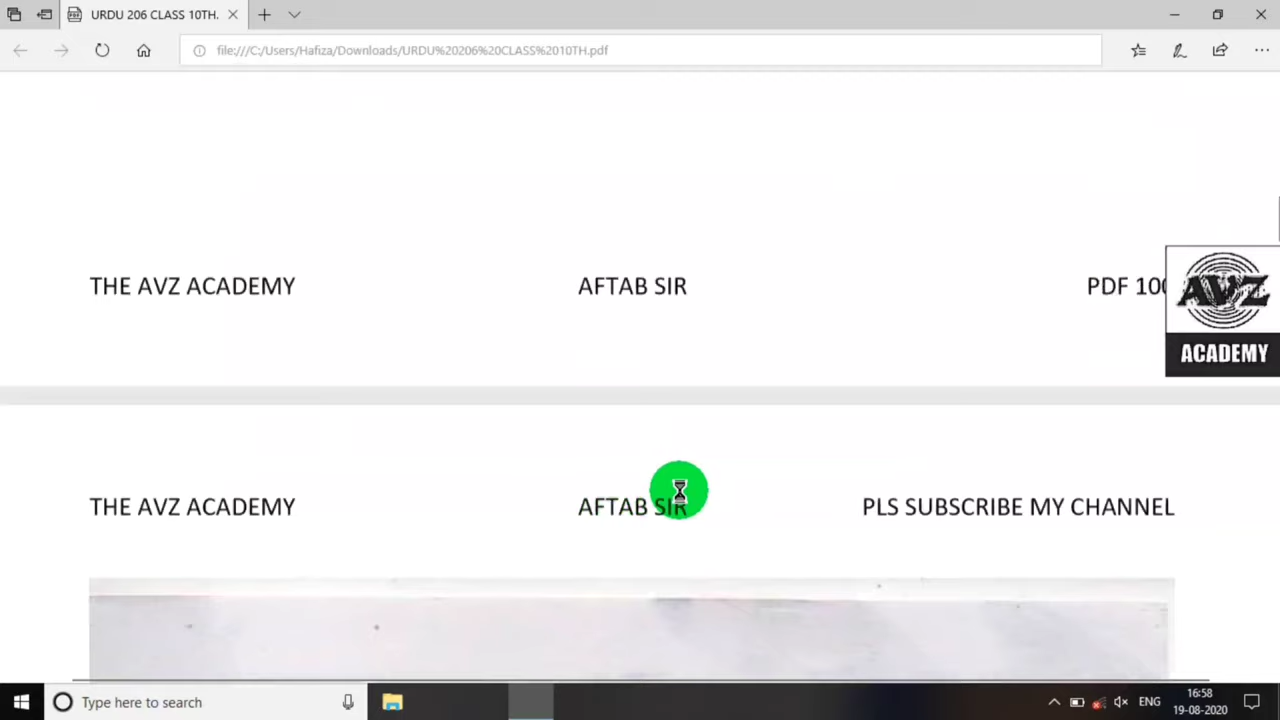 URDU 206 CLASS 10TH.
file:///C:/Users/Hafiza/Downloads/URDU%20206%20CLASS%2010TH.pdf
THE AVZ ACADEMY AFTAB SIR PDF 100
AVZ
ACADEMY
THE AVZ ACADEMY AFTAB SIR PLS SUBSCRIBE MY CHANNEL
Type here to search
ENG
16:58
19-08-2020